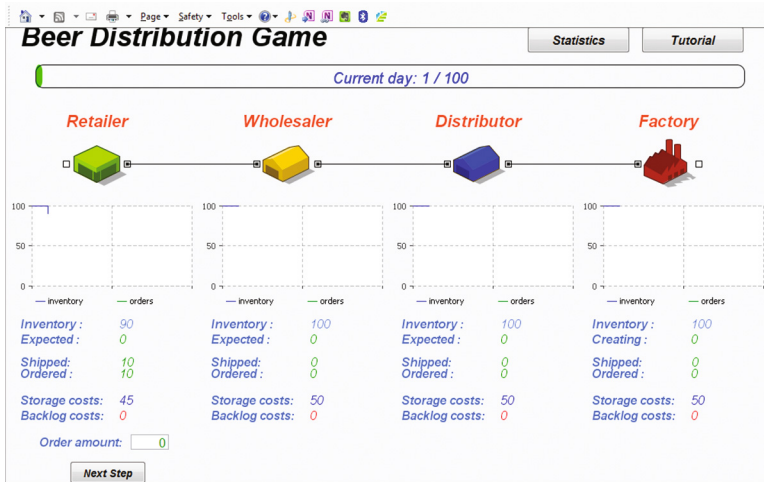 Page Safety Tools
Beer Distribution Game
Statistics Tutorial
Current day: 1 / 100
Retailer Wholesaler Distributor Factory
100 100 100 100
50 50 50 50
0 0 0 0
inventory orders inventory orders inventory orders inventory orders
Inventory : 90 Inventory : 100 Inventory : 100 Inventory : 100
Expected : 0 Expected : 0 Expected : 0 Creating : 0
Shipped: 10 Shipped: 0 Shipped: 0 Shipped: 0
Ordered : 10 Ordered : 0 Ordered : 0 Ordered : 0
Storage costs: 45 Storage costs: 50 Storage costs: 50 Storage costs: 50
Backlog costs: 0 Backlog costs: 0 Backlog costs: 0 Backlog costs: 0
Order amount: 0
Next Step